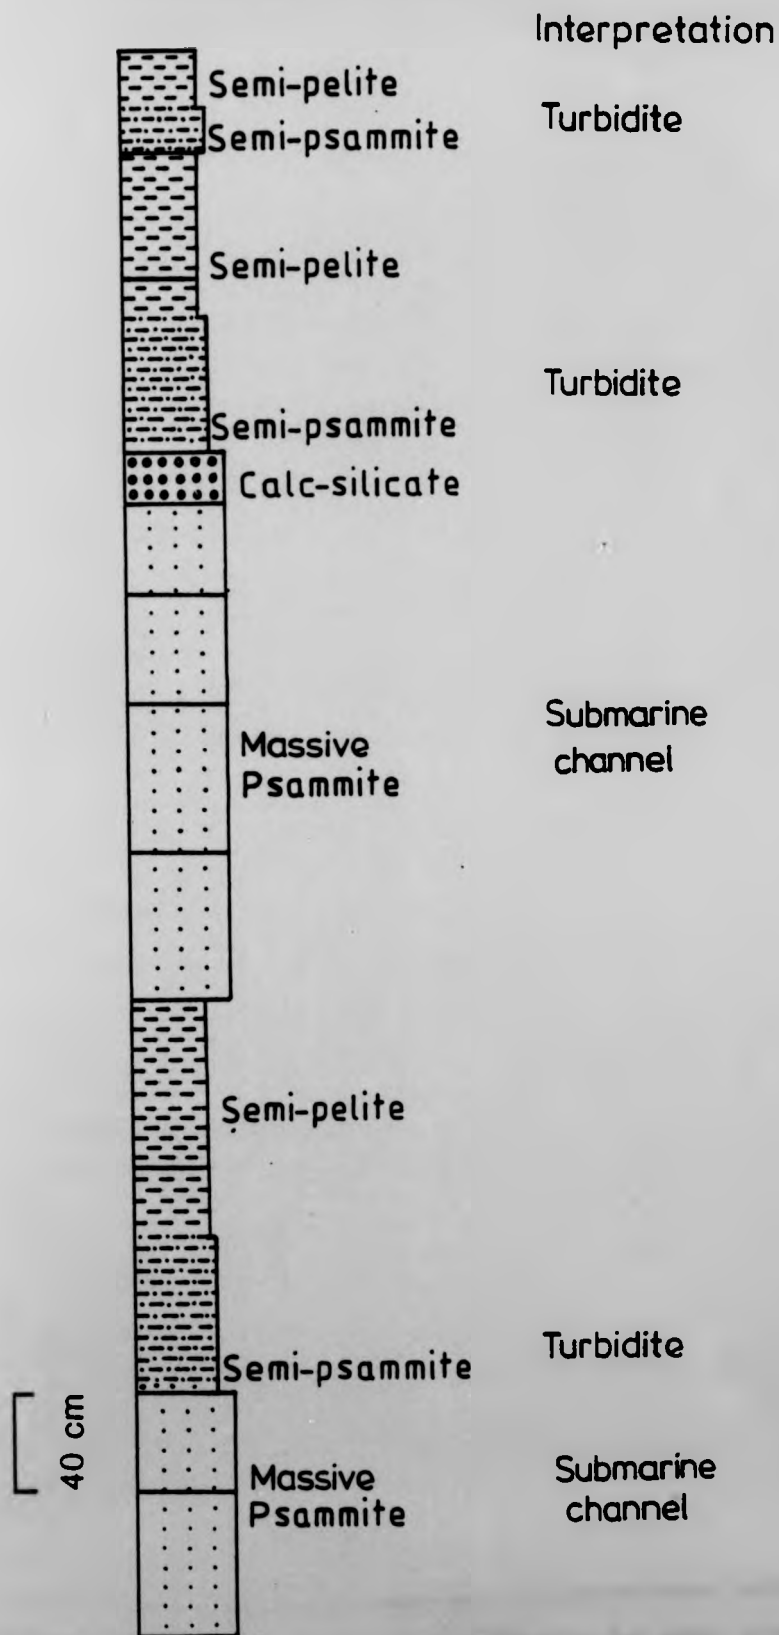 Interpretation
Semi-pelite
Turbidite
Semi-psammite
Semi-pelite
Turbidite
Semi-psammite
Calc-silicate
Massive
Psammite
Submarine
channel
Semi-pelite
Turbidite
Semi-psammite
40 cm
Massive
Psammite
Submarine
channel